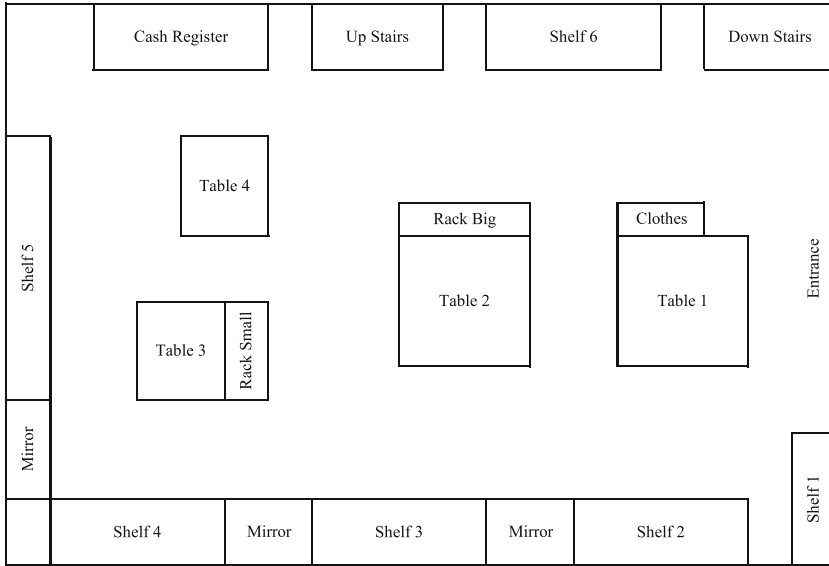 Cash Register
Up Stairs
Shelf 6
Down Stairs
Table 4
Rack Big
Clothes
Shelf 5
Entrance
Table 2
Table 1
Table 3
Rack Small
Mirror
Shelf 1
Shelf 4
Mirror
Shelf 3
Mirror
Shelf 2